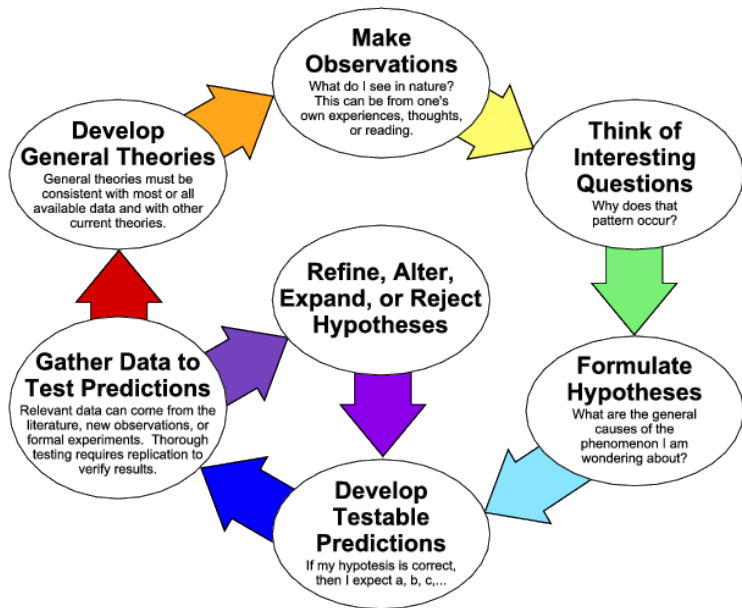 Make
Observations
What do I see in nature?
This can be from one's
own experiences, thoughts,
or reading.
Think of
Interesting
Questions
Why does that
pattern occur?
Formulate
Hypotheses
What are the general
causes of the
phenomenon I am
wondering about?
Develop
Testable
Predictions
If my hypotesis is correct,
then I expect a, b, c,...
Gather Data to
Test Predictions
Relevant data can come from the
literature, new observations, or
formal experiments. Thorough
testing requires replication to
verify results.
Refine, Alter,
Expand, or Reject
Hypotheses
Develop
General Theories
General theories must be
consistent with most or all
available data and with other
current theories.